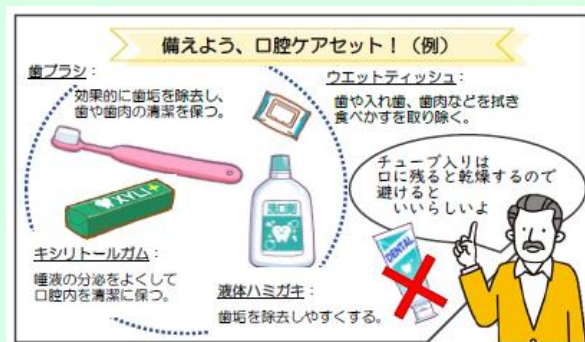 備えよう、口腔ケアセット！（例）
歯ブラシ：
効果的に歯垢を除去し、
歯や歯肉の清潔を保つ。
ウエットティッシュ：
歯や入れ歯、歯肉などを拭き
食べかすを取り除く。
チューブ入りは
口に残ると乾燥するので
避けると
いいらしいよ
XYLI+
洗口剤
DENTAL
キシリトールガム：
唾液の分泌をよくして
口腔内を清潔に保つ。
液体ハミガキ：
歯垢を除去しやすくする。